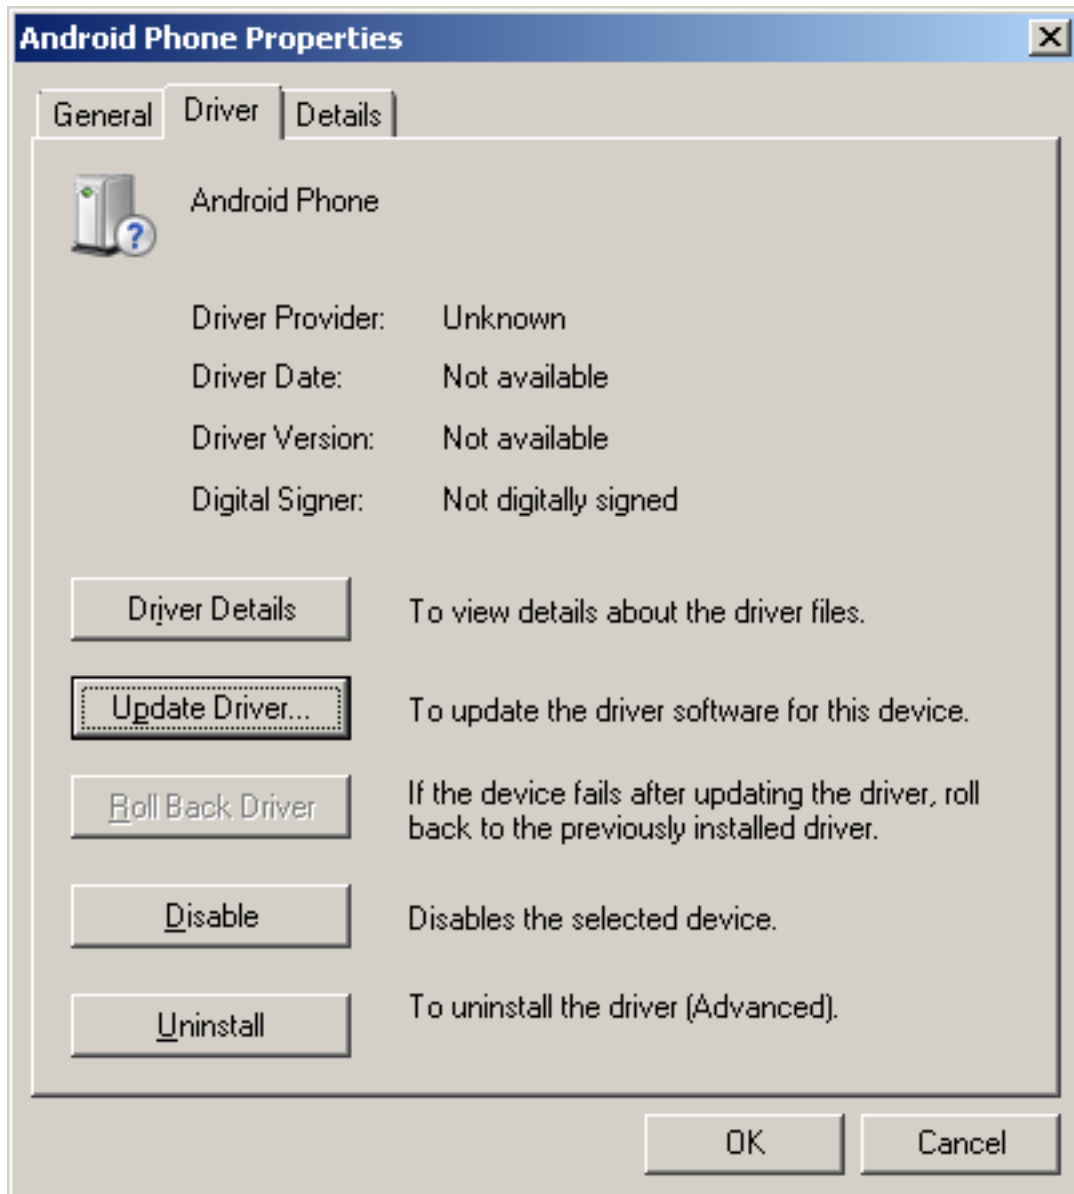 Android Phone Properties
General
Driver
Details
Android Phone
Driver Provider: Unknown
Driver Date: Not available
Driver Version: Not available
Digital Signer: Not digitally signed
Driver Details
To view details about the driver files.
Update Driver...
To update the driver software for this device.
Roll Back Driver
If the device fails after updating the driver, roll
back to the previously installed driver.
Disable
Disables the selected device.
Uninstall
To uninstall the driver (Advanced).
OK
Cancel